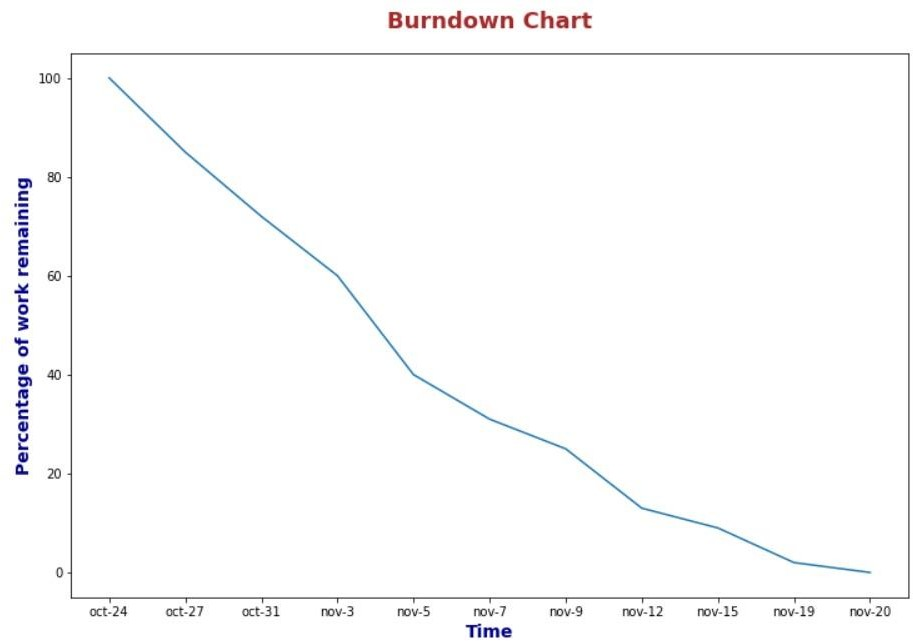 Burndown Chart
Percentage of work remaining
100
80
60
40
20
0
oct-24 oct-27 oct-31 nov-3 nov-5 nov-7 nov-9 nov-12 nov-15 nov-19 nov-20
Time